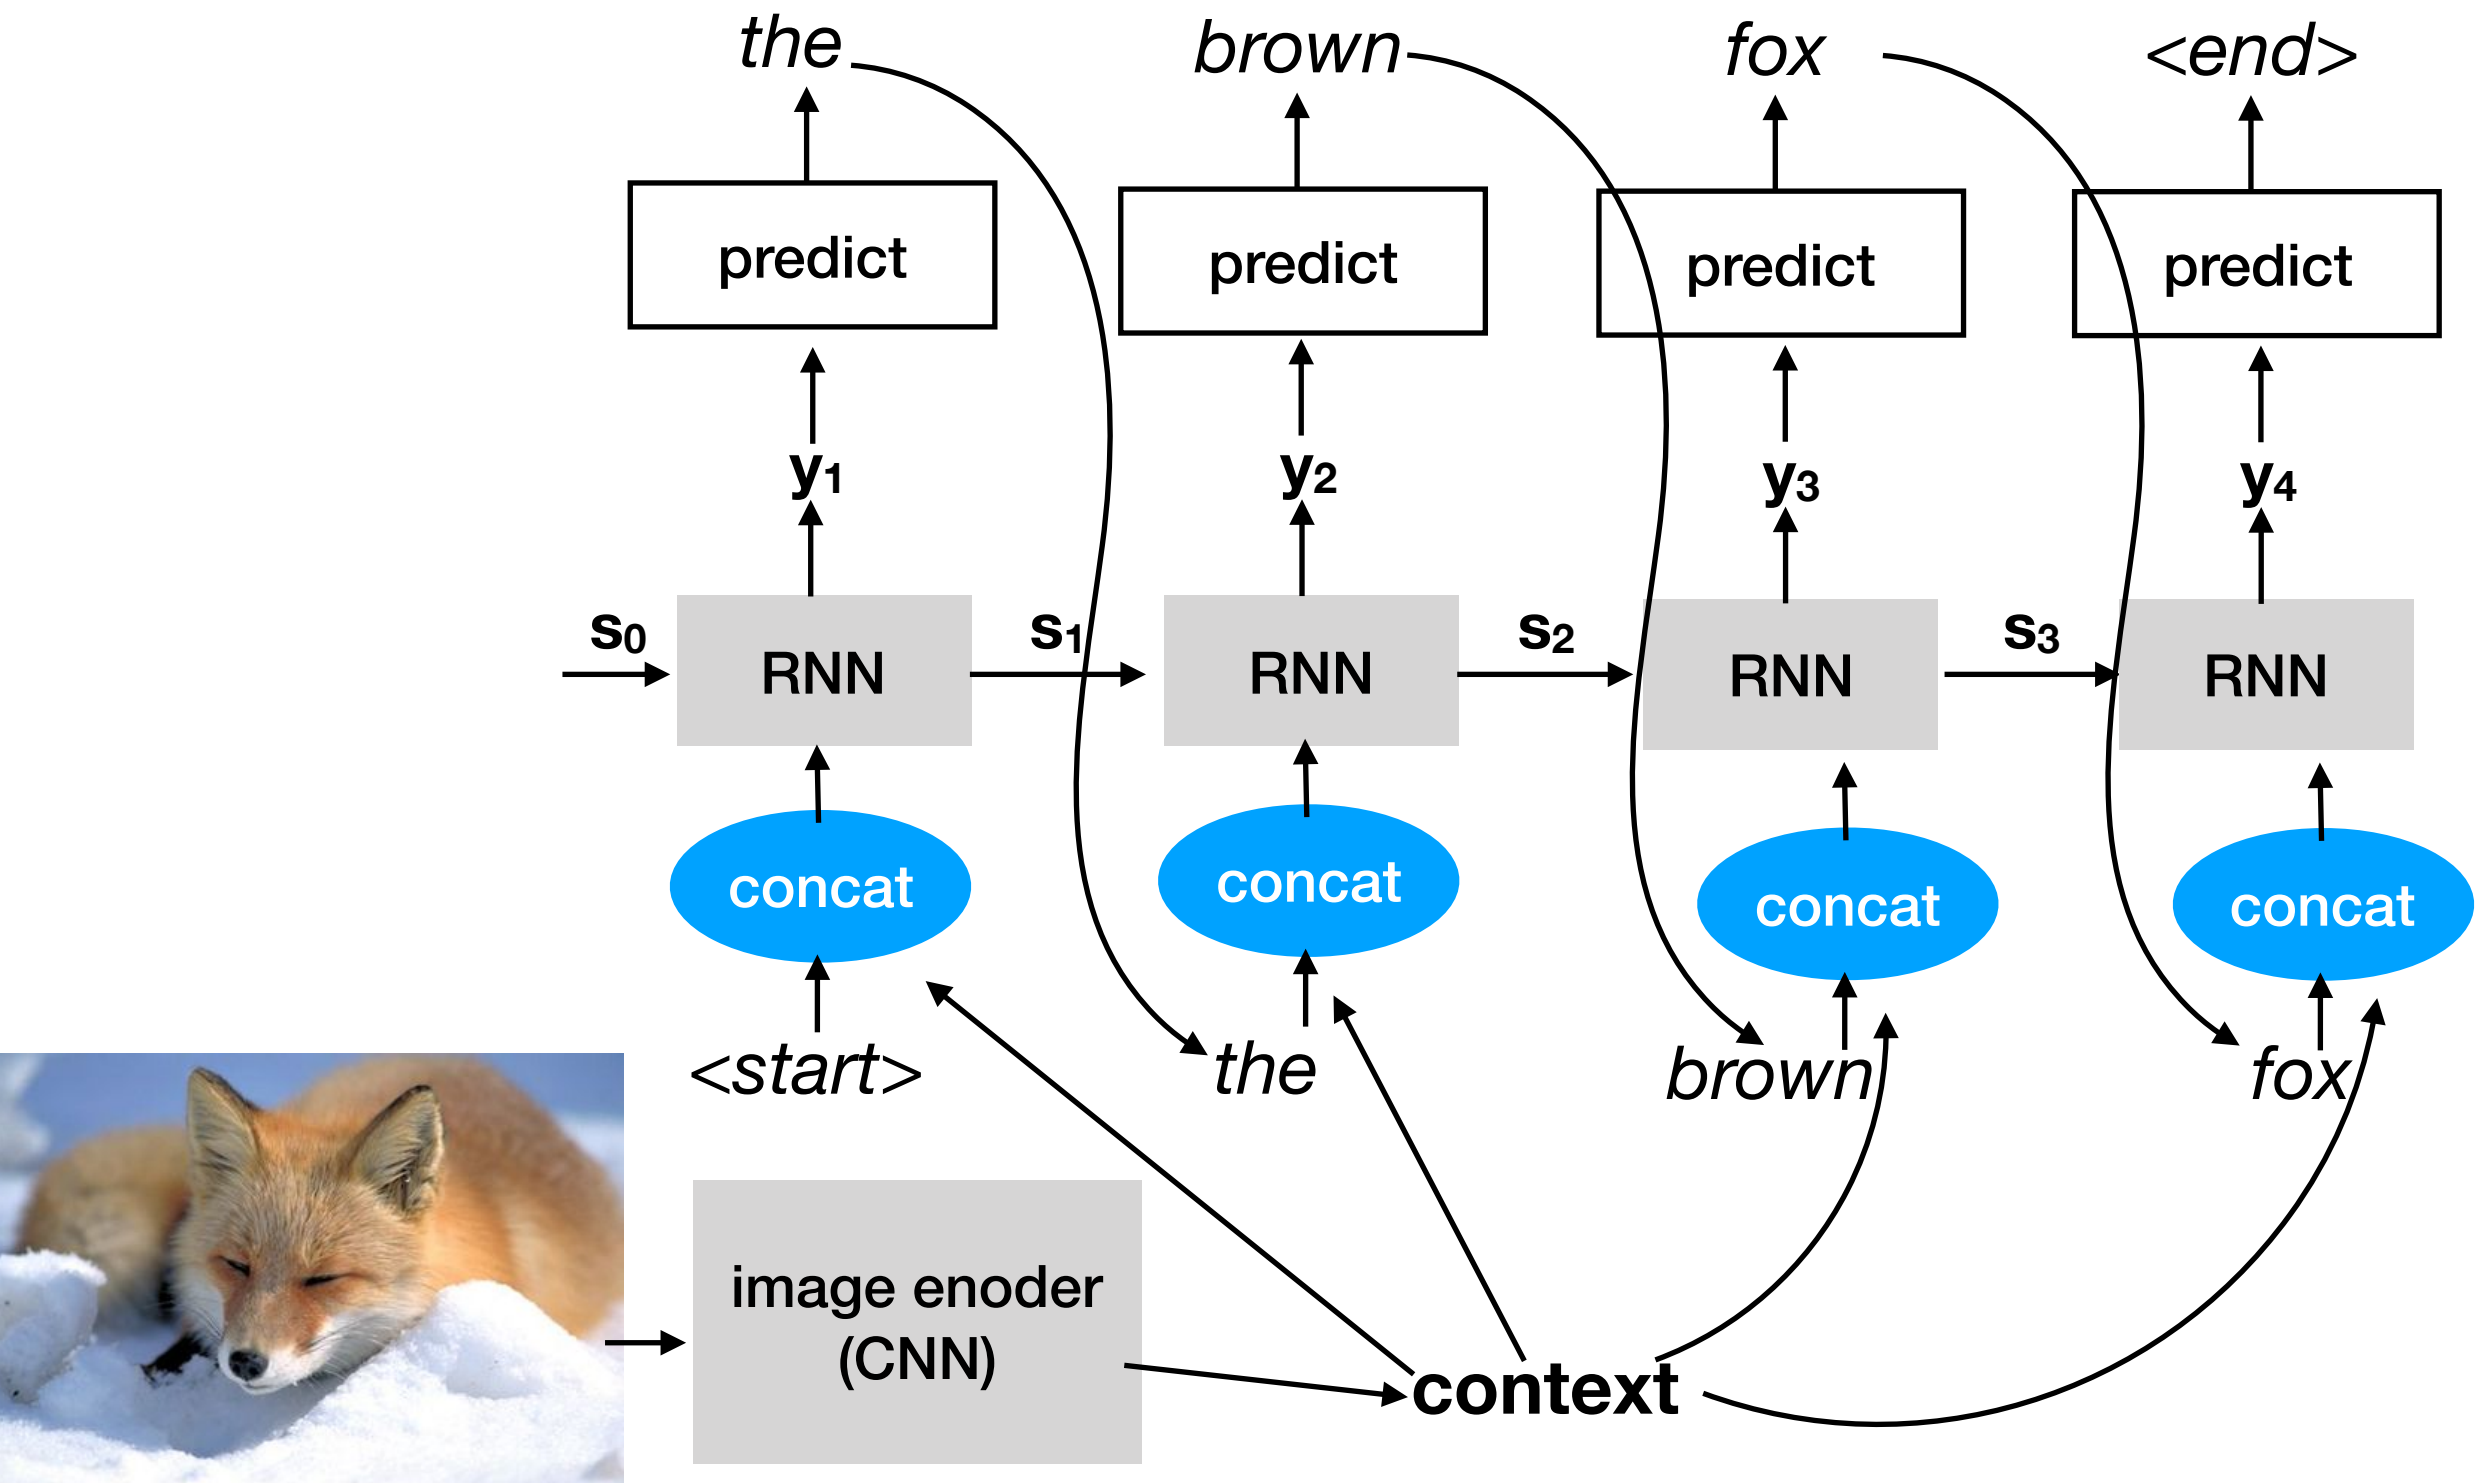 the brown fox <end>
predict predict predict predict
y1 y2 y3 y4
s0 s1 s2 s3
RNN RNN RNN RNN
concat concat concat concat
<start> the brown fox
image enoder
(CNN)
context